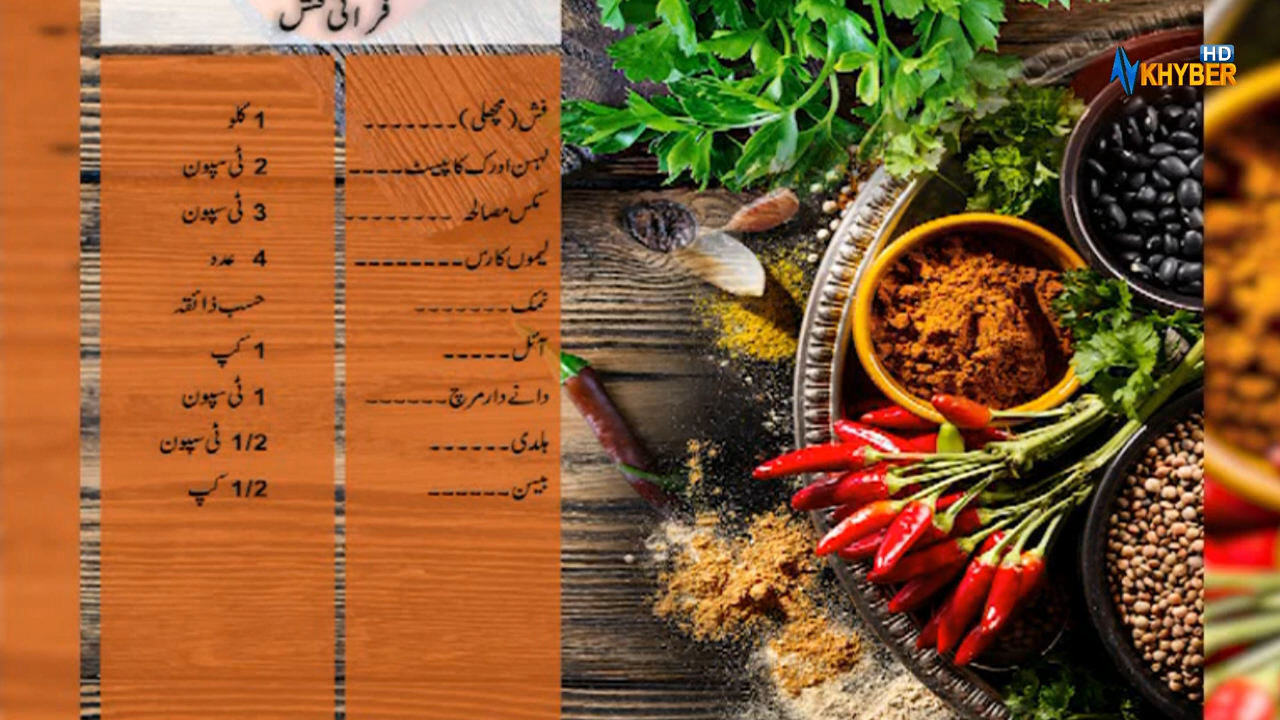 فرائی فش
فش (مچھلی)------- 1 کلو
لہسن ادرک کا پیسٹ---- 2 ٹی سپون
مکس مصالحہ ------- 3 ٹی سپون
لیموں کا رس-------- 4 عدد
نمک------- حسب ذائقہ
آئل----- 1 کپ
دانے دار مرچ------ 1 ٹی سپون
ہلدی------ 1/2 ٹی سپون
بیسن------ 1/2 کپ
KHYBER HD